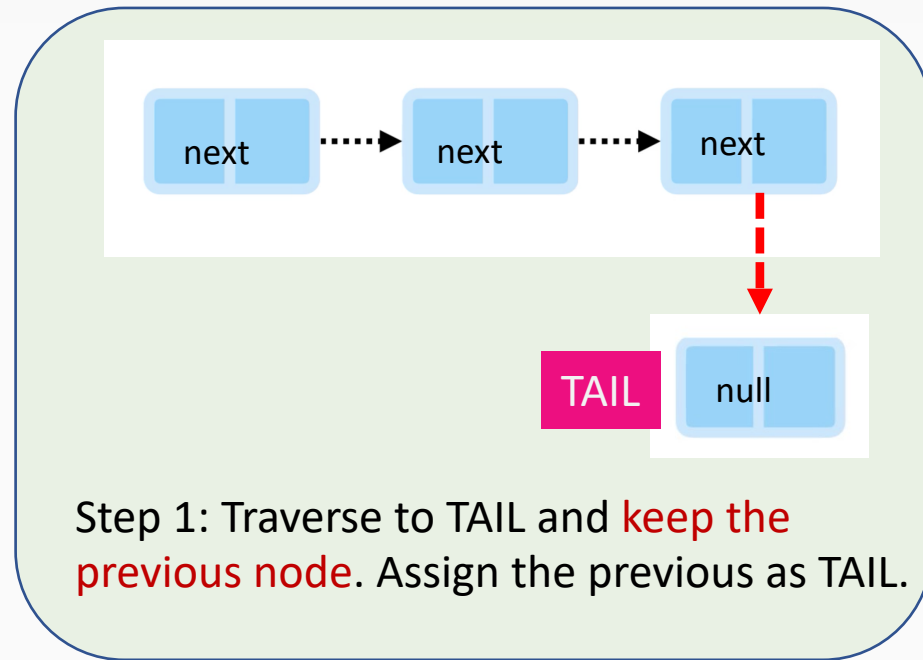 next
next
next
TAIL
null
Step 1: Traverse to TAIL and keep the
previous node. Assign the previous as TAIL.